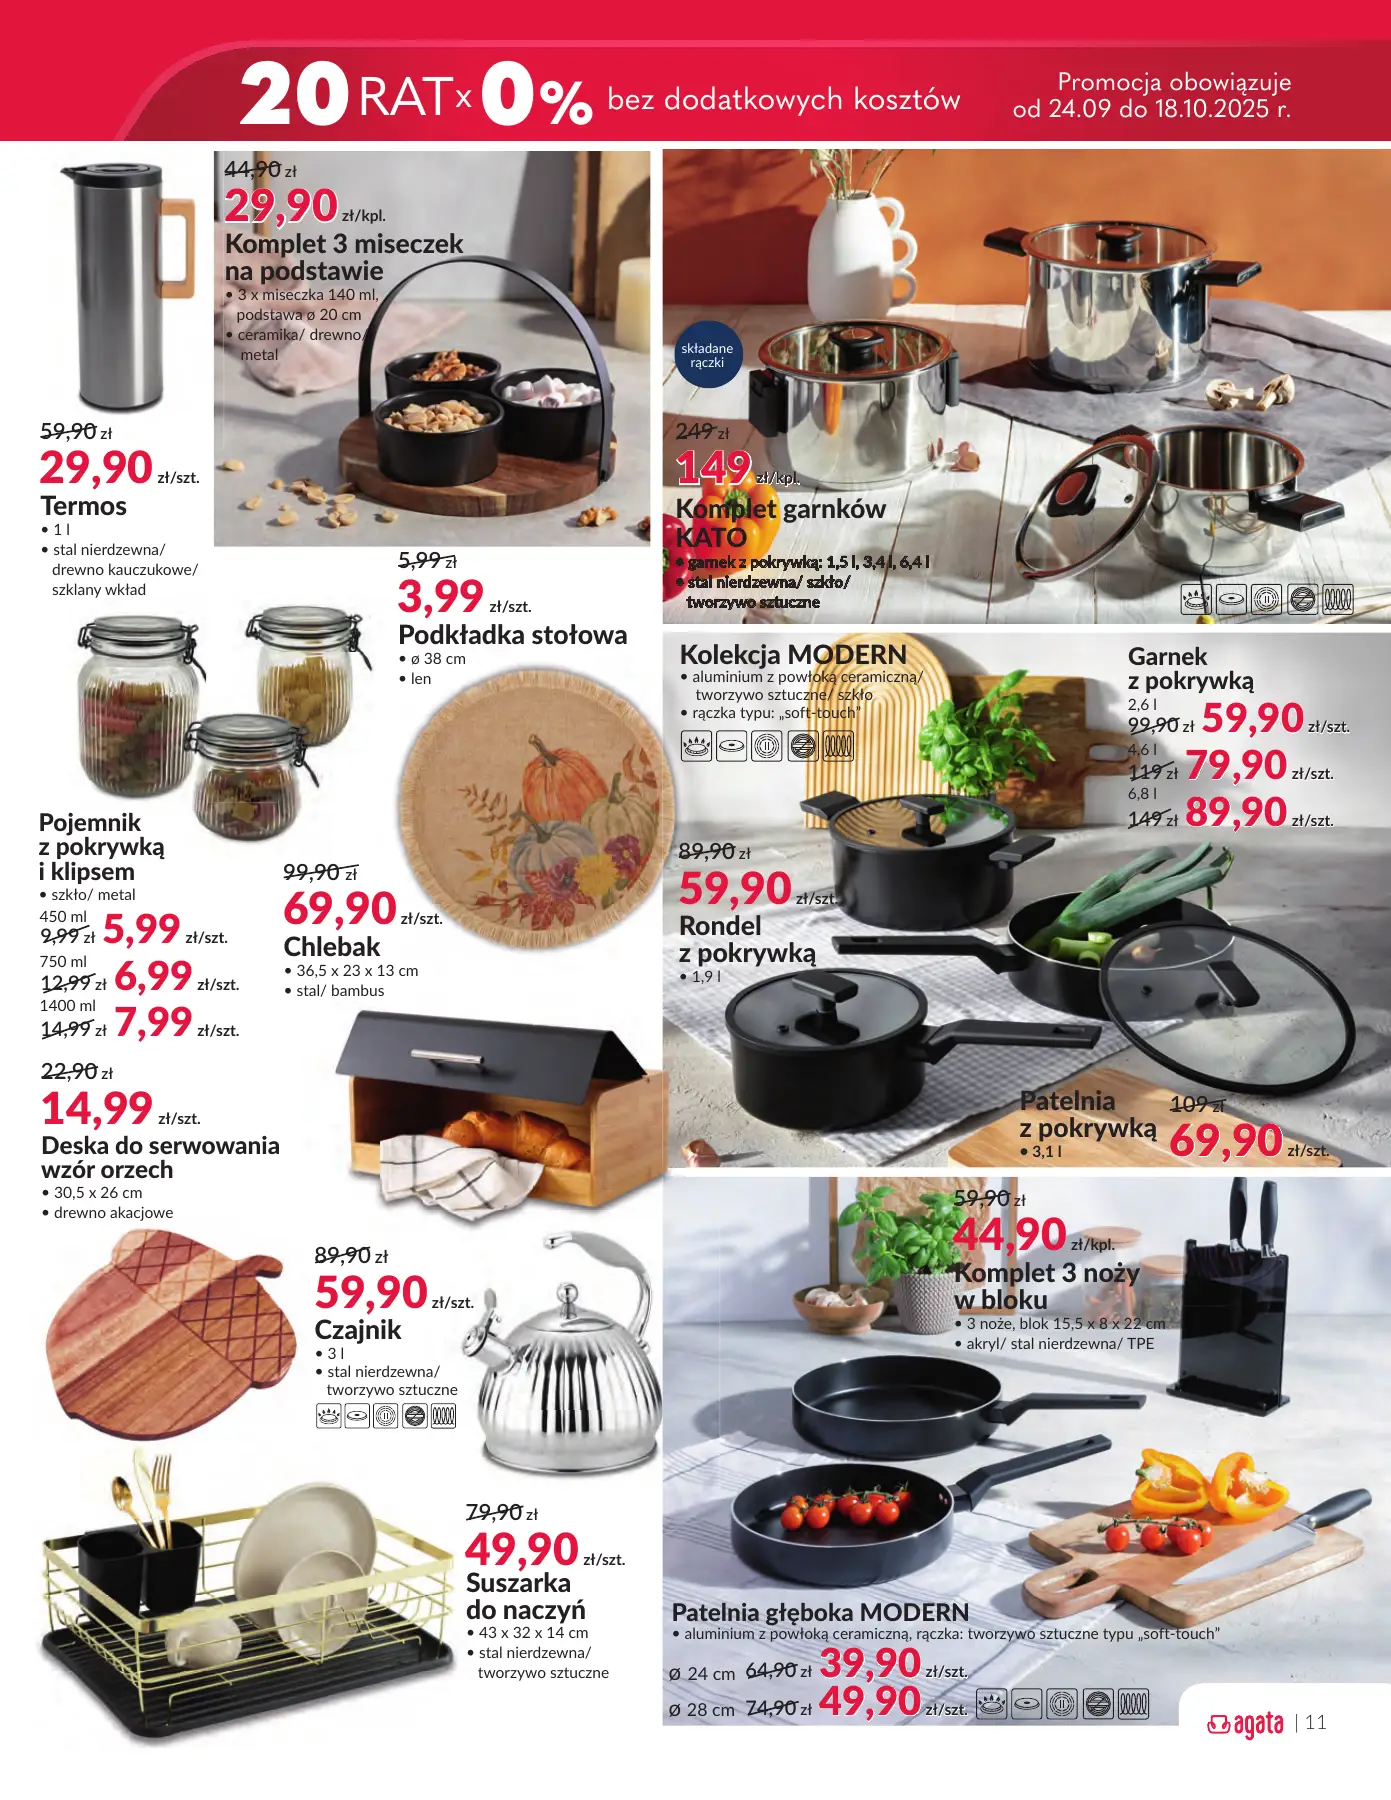 20 RAT x 0% bez dodatkowych kosztów
Promocja obowiązuje
od 24.09 do 18.10.2025 r.
59,90 zł
29,90 zł/szt.
Termos
• 1 l
• stal nierdzewna/
drewno kauczukowe/
szklany wkład
44,90 zł
29,90 zł/kpl.
Komplet 3 miseczek
na podstawie
• 3 x miseczka 140 ml,
podstawa ø 20 cm
• ceramika/ drewno/
metal
składane
rączki
249 zł
149 zł/kpl.
Komplet garnków
KATO
• garnek z pokrywką: 1,5 l, 3,4 l, 6,4 l
• stal nierdzewna/ szkło/
tworzywo sztuczne
5,99 zł
3,99 zł/szt.
Podkładka stołowa
• ø 38 cm
• len
Pojemnik
z pokrywką
i klipsem
• szkło/ metal
450 ml
9,99 zł 5,99 zł/szt.
750 ml
12,99 zł 6,99 zł/szt.
1400 ml
14,99 zł 7,99 zł/szt.
99,90 zł
69,90 zł/szt.
Chlebak
• 36,5 x 23 x 13 cm
• stal/ bambus
Kolekcja MODERN
• aluminium z powłoką ceramiczną/
tworzywo sztuczne/ szkło
• rączka typu: „soft-touch”
Garnek
z pokrywką
2,6 l
99,90 zł 59,90 zł/szt.
4,6 l
119 zł 79,90 zł/szt.
6,8 l
149 zł 89,90 zł/szt.
89,90 zł
59,90 zł/szt.
Rondel
z pokrywką
• 1,9 l
Patelnia
z pokrywką
• 3,1 l
109 zł
69,90 zł/szt.
22,90 zł
14,99 zł/szt.
Deska do serwowania
wzór orzech
• 30,5 x 26 cm
• drewno akacjowe
89,90 zł
59,90 zł/szt.
Czajnik
• 3 l
• stal nierdzewna/
tworzywo sztuczne
59,90 zł
44,90 zł/kpl.
Komplet 3 noży
w bloku
• 3 noże, blok 15,5 x 8 x 22 cm
• akryl/ stal nierdzewna/ TPE
79,90 zł
49,90 zł/szt.
Suszarka
do naczyń
• 43 x 32 x 14 cm
• stal nierdzewna/
tworzywo sztuczne
Patelnia głęboka MODERN
• aluminium z powłoką ceramiczną, rączka: tworzywo sztuczne typu „soft-touch”
ø 24 cm 64,90 zł 39,90 zł/szt.
ø 28 cm 74,90 zł 49,90 zł/szt.
agata | 11